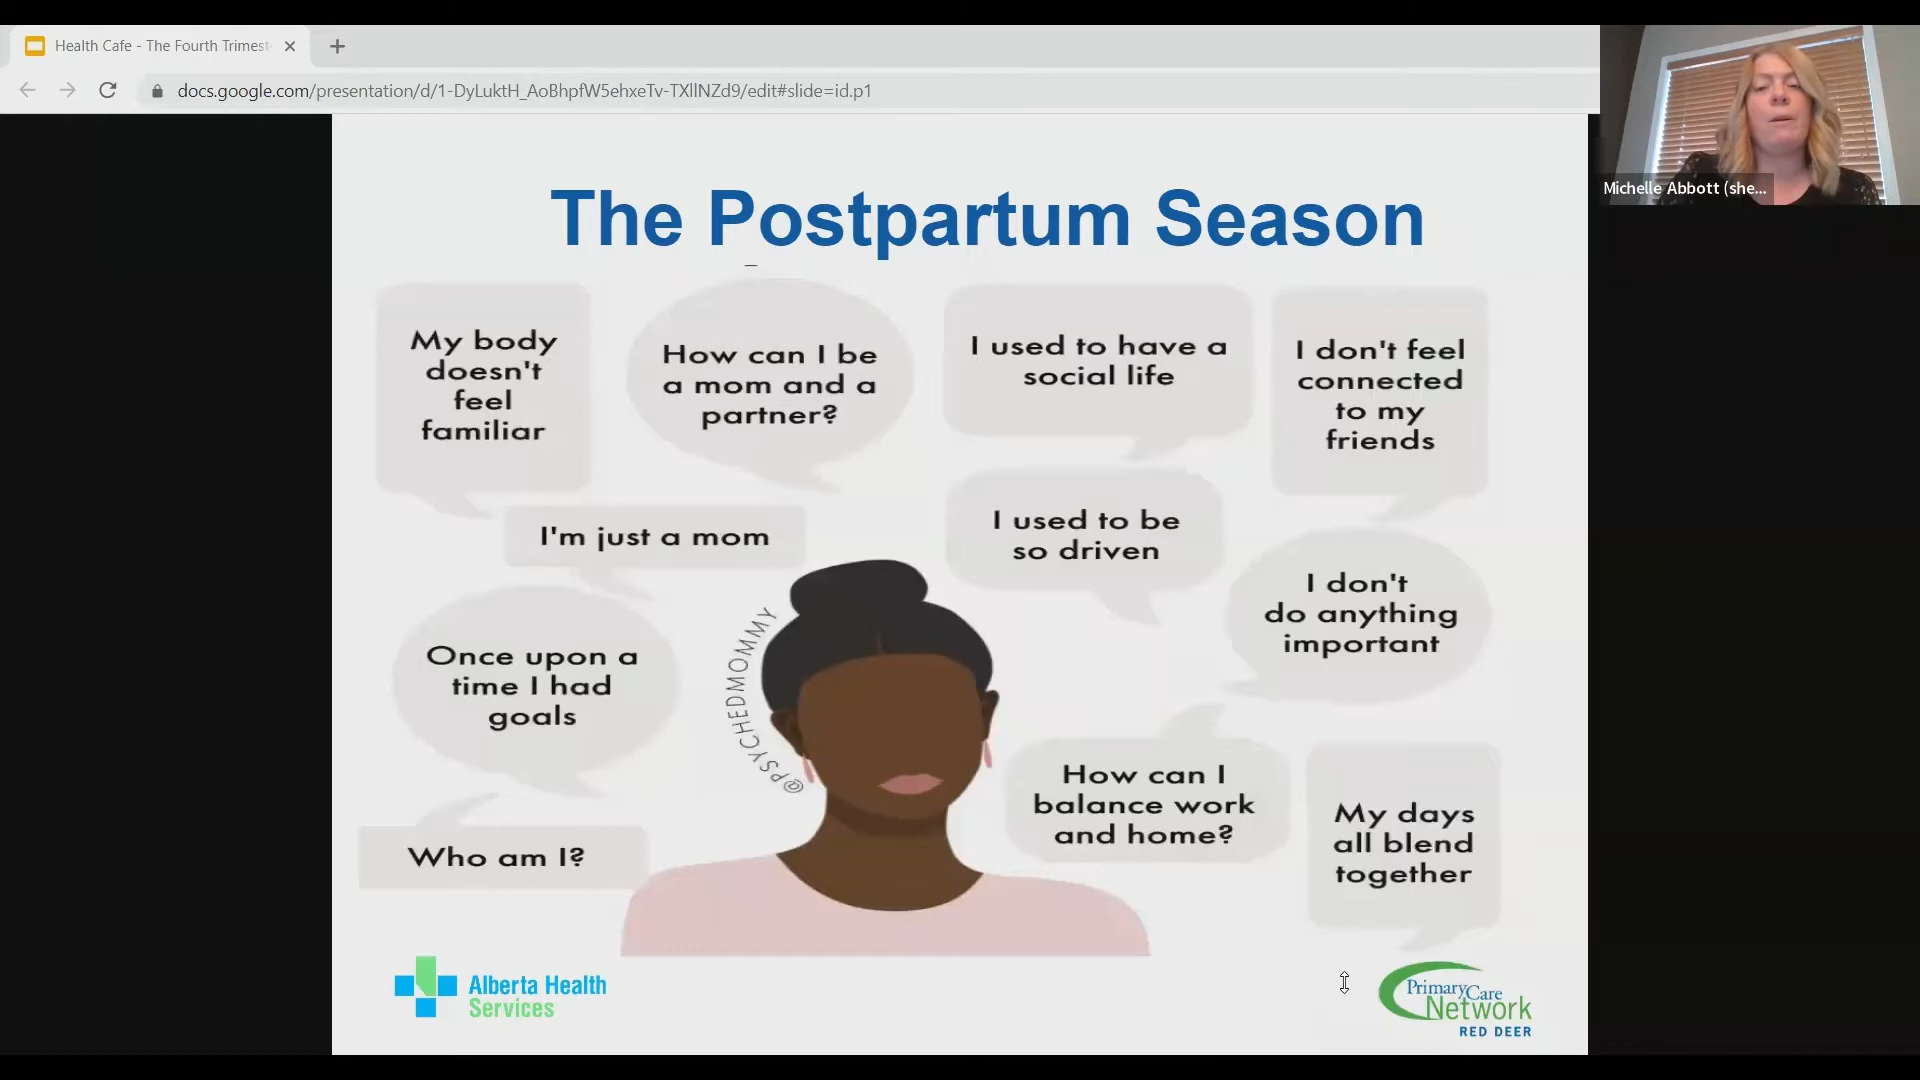 Health Cafe - The Fourth Trimest
docs.google.com/presentation/d/1-DyLuktH_AoBhpfW5ehxeTv-TXllNZd9/edit#slide=id.p1
Michelle Abbott (she...
The Postpartum Season
My body
doesn't
feel
familiar
How can I be
a mom and a
partner?
I used to have a
social life
I don't feel
connected
to my
friends
I'm just a mom
I used to be
so driven
I don't
do anything
important
Once upon a
time I had
goals
@PSYCHEDMOMMY
How can I
balance work
and home?
My days
all blend
together
Who am I?
Alberta Health
Services
PrimaryCare
Network
RED DEER